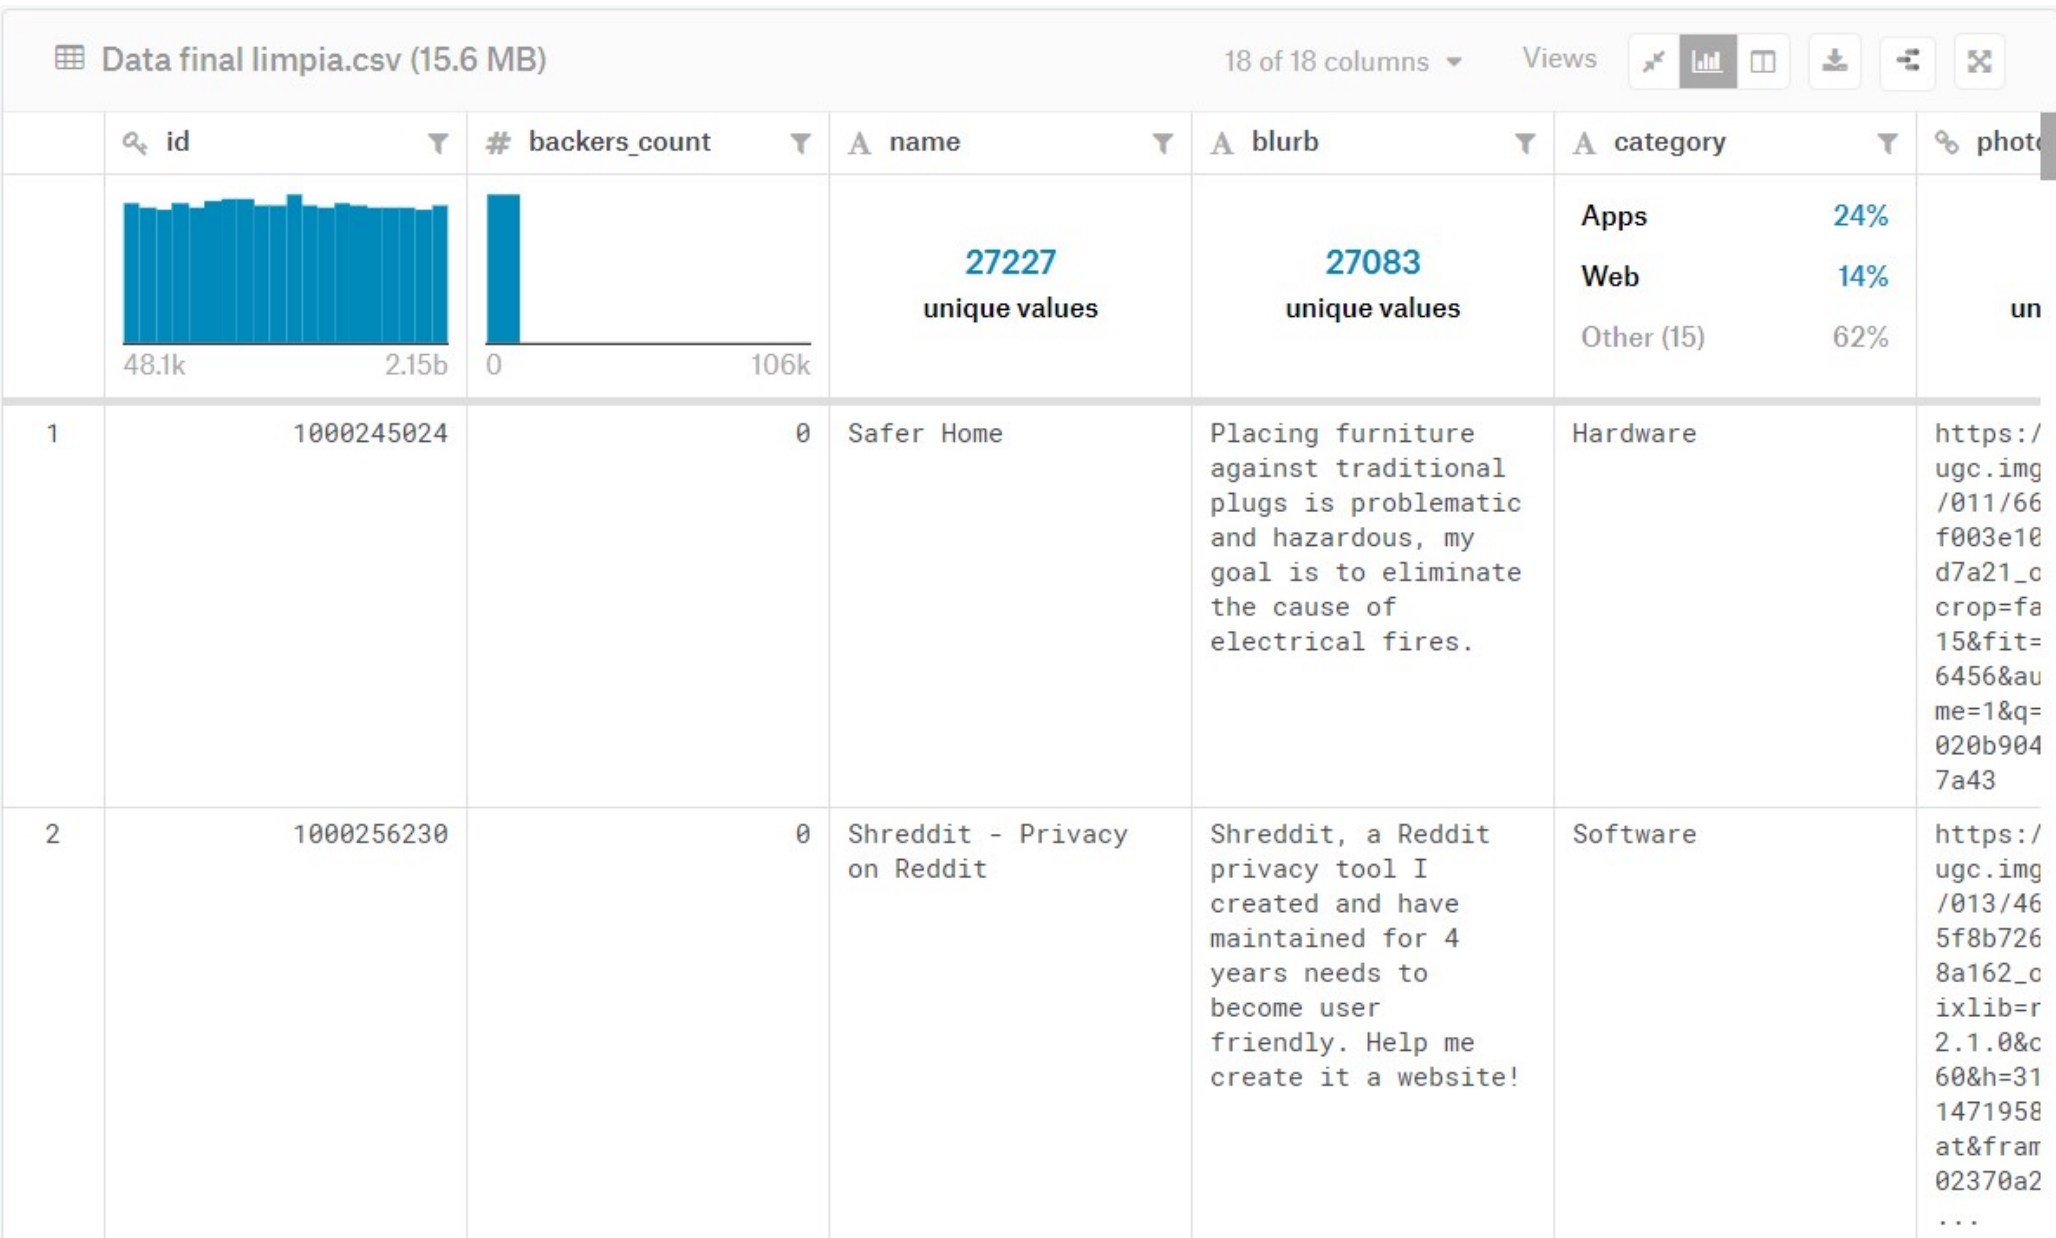 Data final limpia.csv (15.6 MB)
18 of 18 columns
Views
id
backers_count
name
blurb
category
48.1k
2.15b
0
106k
27227
unique values
27083
unique values
Apps 24%
Web 14%
Other (15) 62%
1
1000245024
0
Safer Home
Placing furniture
against traditional
plugs is problematic
and hazardous, my
goal is to eliminate
the cause of
electrical fires.
Hardware
https:/
ugc.img
/011/66
f003e10
d7a21_o
crop=fa
15&fit=
6456&au
me=1&q=
020b904
7a43
2
1000256230
0
Shreddit - Privacy
on Reddit
Shreddit, a Reddit
privacy tool I
created and have
maintained for 4
years needs to
become user
friendly. Help me
create it a website!
Software
https:/
ugc.img
/013/46
5f8b726
8a162_o
ixlib=r
2.1.0&c
60&h=31
1471958
at&fram
02370a2
...